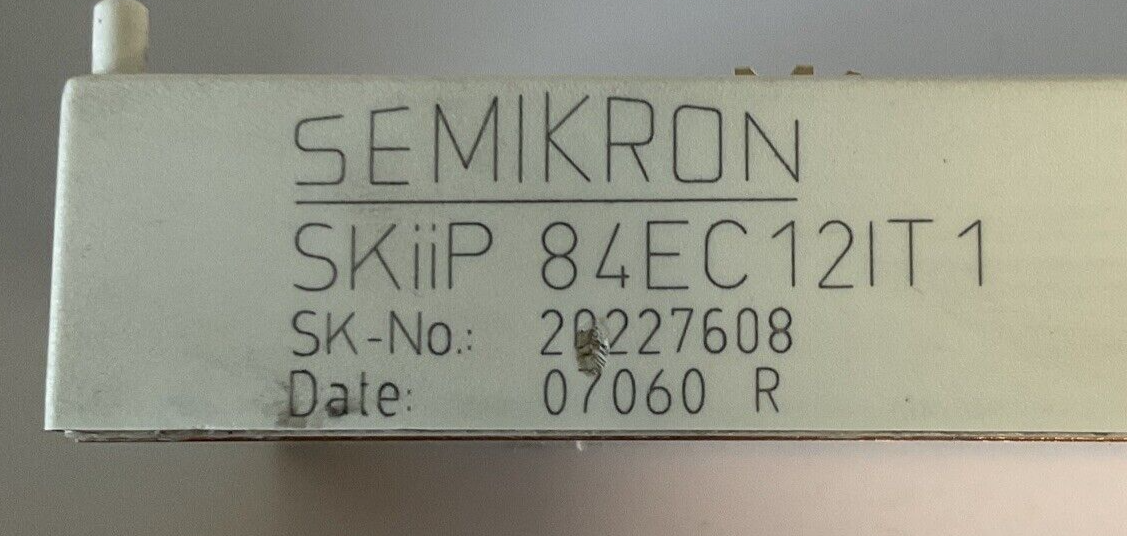 SEMIKRON
SKiiP 84EC12IT1
SK-No.: 20227608
Date: 07060 R